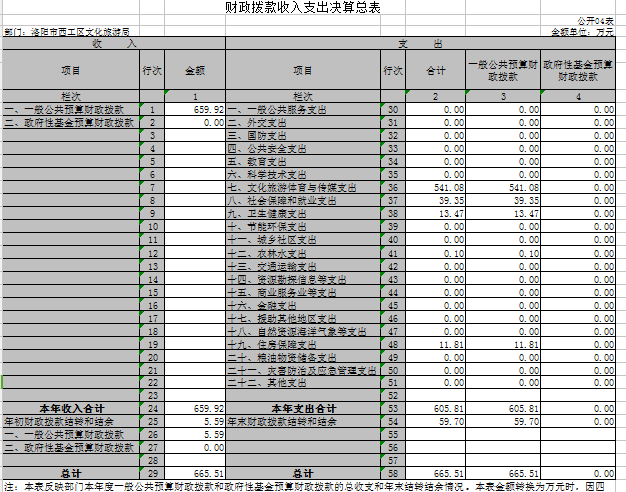 财政拨款收入支出决算总表
公开04表
部门：洛阳市西工区文化旅游局 金额单位：万元
收 入 支 出
项目 行次 金额 项目 行次 合计 一般公共预算财政拨款 政府性基金预算财政拨款
栏次 1 栏次 2 3 4
一、一般公共预算财政拨款 1 659.92 一、一般公共服务支出 30 0.00 0.00 0.00
二、政府性基金预算财政拨款 2 0.00 二、外交支出 31 0.00 0.00 0.00
3 三、国防支出 32 0.00 0.00 0.00
4 四、公共安全支出 33 0.00 0.00 0.00
5 五、教育支出 34 0.00 0.00 0.00
6 六、科学技术支出 35 0.00 0.00 0.00
7 七、文化旅游体育与传媒支出 36 541.08 541.08 0.00
8 八、社会保障和就业支出 37 39.35 39.35 0.00
9 九、卫生健康支出 38 13.47 13.47 0.00
10 十、节能环保支出 39 0.00 0.00 0.00
11 十一、城乡社区支出 40 0.00 0.00 0.00
12 十二、农林水支出 41 0.10 0.10 0.00
13 十三、交通运输支出 42 0.00 0.00 0.00
14 十四、资源勘探信息等支出 43 0.00 0.00 0.00
15 十五、商业服务业等支出 44 0.00 0.00 0.00
16 十六、金融支出 45 0.00 0.00 0.00
17 十七、援助其他地区支出 46 0.00 0.00 0.00
18 十八、自然资源海洋气象等支出 47 0.00 0.00 0.00
19 十九、住房保障支出 48 11.81 11.81 0.00
20 二十、粮油物资储备支出 49 0.00 0.00 0.00
21 二十一、灾害防治及应急管理支出 50 0.00 0.00 0.00
22 二十二、其他支出 51 0.00 0.00 0.00
23 52
本年收入合计 24 659.92 本年支出合计 53 605.81 605.81 0.00
年初财政拨款结转和结余 25 5.59 年末财政拨款结转和结余 54 59.70 59.70 0.00
一、一般公共预算财政拨款 26 5.59 55
二、政府性基金预算财政拨款 27 0.00 56
28 57
总计 29 665.51 总计 58 665.51 665.51 0.00
注：本表反映部门本年度一般公共预算财政拨款和政府性基金预算财政拨款的总收支和年末结转结余情况。本表金额转换为万元时，因四